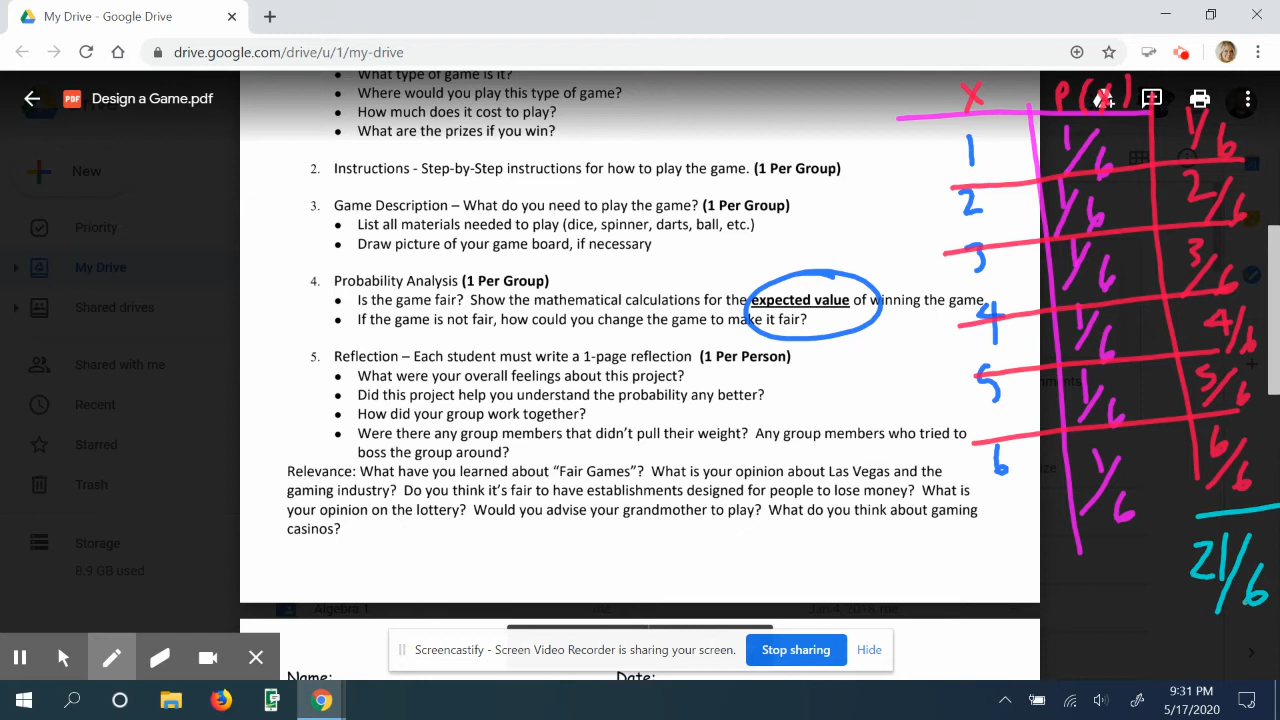 My Drive - Google Drive
drive.google.com/drive/u/1/my-drive
Design a Game.pdf
New
Priority
My Drive
Shared drives
Shared with me
Recent
Starred
Trash
Storage
8.9 GB used
• What type of game is it?
• Where would you play this type of game?
• How much does it cost to play?
• What are the prizes if you win?
2. Instructions - Step-by-Step instructions for how to play the game. (1 Per Group)
3. Game Description – What do you need to play the game? (1 Per Group)
• List all materials needed to play (dice, spinner, darts, ball, etc.)
• Draw picture of your game board, if necessary
4. Probability Analysis (1 Per Group)
• Is the game fair? Show the mathematical calculations for the expected value of winning the game
• If the game is not fair, how could you change the game to make it fair?
5. Reflection – Each student must write a 1-page reflection (1 Per Person)
• What were your overall feelings about this project?
• Did this project help you understand the probability any better?
• How did your group work together?
• Were there any group members that didn't pull their weight? Any group members who tried to
boss the group around?
Relevance: What have you learned about "Fair Games"? What is your opinion about Las Vegas and the
gaming industry? Do you think it's fair to have establishments designed for people to lose money? What is
your opinion on the lottery? Would you advise your grandmother to play? What do you think about gaming
casinos?
X P(X)
1 1/6 1/6
2 1/6 2/6
3 1/6 3/6
4 1/6 4/6
5 1/6 5/6
6 1/6 6/6
21/6
Algebra 1
Jun 4, 2018 me
Name: Date:
Screencastify - Screen Video Recorder is sharing your screen.
Stop sharing
Hide
9:31 PM
5/17/2020